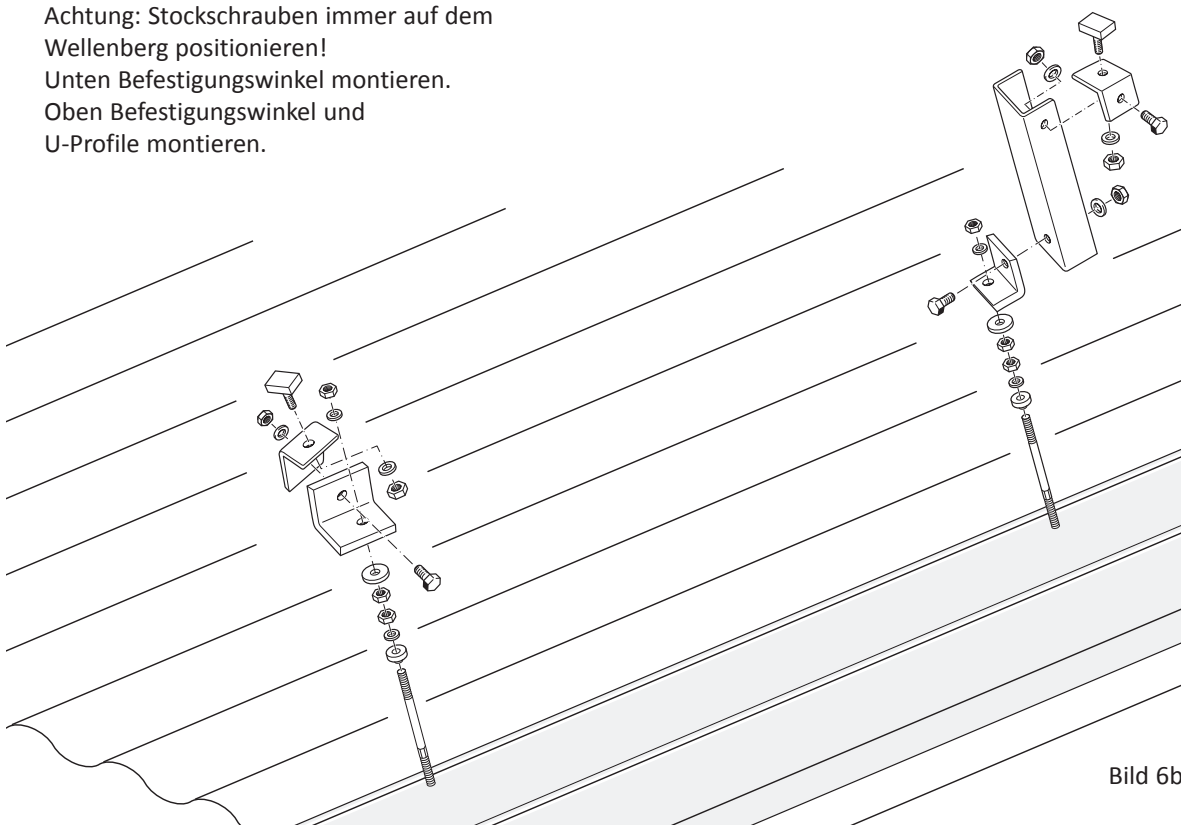 Achtung: Stockschrauben immer auf dem
Wellenberg positionieren!
Unten Befestigungswinkel montieren.
Oben Befestigungswinkel und
U-Profile montieren.
Bild 6b